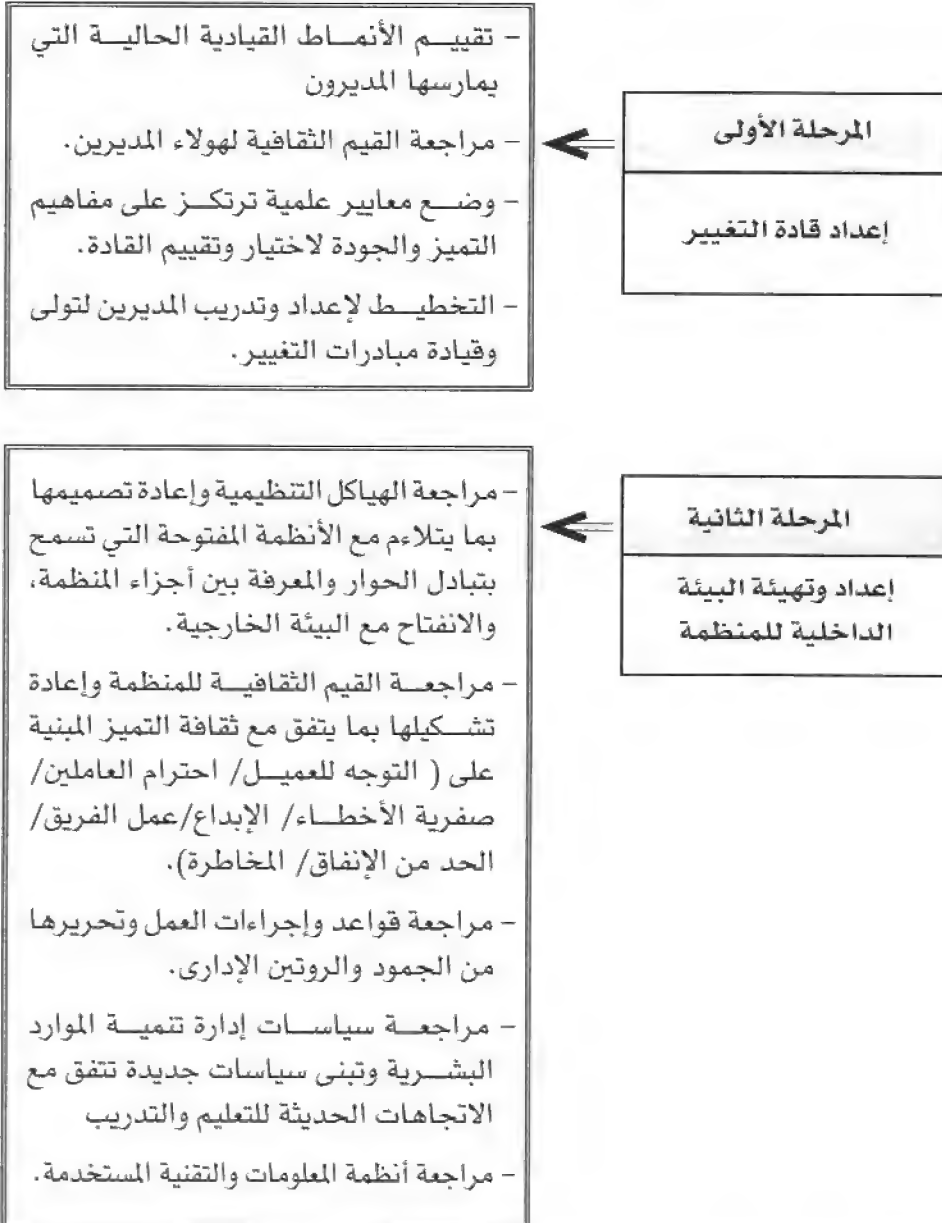 المرحلة الأولى
إعداد قادة التغيير
- تقييم الأنماط القيادية الحالية التي
يمارسها المديرون
- مراجعة القيم الثقافية لهولاء المديرين.
- وضع معايير علمية ترتكز على مفاهيم
التميز والجودة لاختيار وتقييم القادة.
- التخطيط لإعداد وتدريب المديرين لتولى
وقيادة مبادرات التغيير.
المرحلة الثانية
إعداد وتهيئة البيئة
الداخلية للمنظمة
- مراجعة الهياكل التنظيمية وإعادة تصميمها
بما يتلاءم مع الأنظمة المفتوحة التي تسمح
بتبادل الحوار والمعرفة بين أجزاء المنظمة،
والانفتاح مع البيئة الخارجية.
- مراجعة القيم الثقافية للمنظمة وإعادة
تشكيلها بما يتفق مع ثقافة التميز المبنية
على ( التوجه للعميل/ احترام العاملين/
صفرية الأخطاء/ الإبداع/عمل الفريق/
الحد من الإنفاق/ المخاطرة).
- مراجعة قواعد وإجراءات العمل وتحريرها
من الجمود والروتين الإدارى.
- مراجعة سياسات إدارة تنمية الموارد
البشرية وتبنى سياسات جديدة تتفق مع
الاتجاهات الحديثة للتعليم والتدريب
- مراجعة أنظمة المعلومات والتقنية المستخدمة.